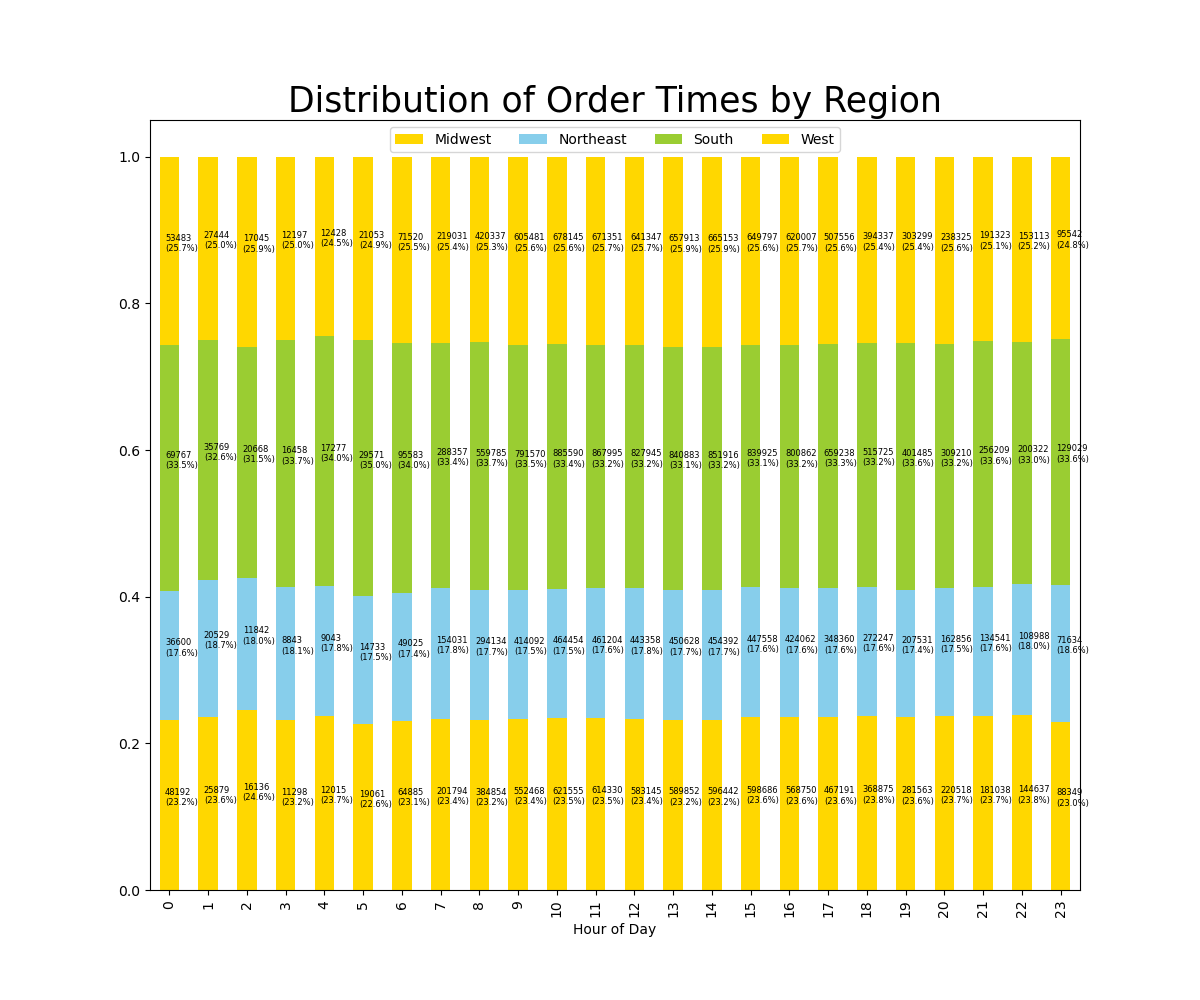 Distribution of Order Times by Region
Midwest Northeast South West
1.0
53483 27444 17045 12197 12428 21053 71520 219031 420337 605481 678145 671351 641347 657913 665153 649797 620007 507556 394337 303299 238325 191323 153113 95542
(25.7%) (25.0%) (25.9%) (25.0%) (24.5%) (24.9%) (25.5%) (25.4%) (25.3%) (25.6%) (25.6%) (25.7%) (25.7%) (25.9%) (25.9%) (25.6%) (25.7%) (25.6%) (25.4%) (25.4%) (25.6%) (25.1%) (25.2%) (24.8%)
0.8
69767 35769 20668 16458 17277 29571 95583 288357 559785 791570 885590 867995 827945 840883 851916 839925 800862 659238 515725 401485 309210 256209 200322 129029
(33.5%) (32.6%) (31.5%) (33.7%) (34.0%) (35.0%) (34.0%) (33.4%) (33.7%) (33.5%) (33.4%) (33.2%) (33.2%) (33.1%) (33.2%) (33.1%) (33.2%) (33.3%) (33.2%) (33.6%) (33.2%) (33.6%) (33.0%) (33.6%)
0.6
0.4
36600 20529 11842 8843 9043 14733 49025 154031 294134 414092 464454 461204 443358 450628 454392 447558 424062 348360 272247 207531 162856 134541 108988 71634
(17.6%) (18.7%) (18.0%) (18.1%) (17.8%) (17.5%) (17.4%) (17.8%) (17.7%) (17.5%) (17.5%) (17.6%) (17.8%) (17.7%) (17.7%) (17.6%) (17.6%) (17.6%) (17.6%) (17.4%) (17.5%) (17.6%) (18.0%) (18.6%)
0.2
48192 25879 16136 11298 12015 19061 64885 201794 384854 552468 621555 614330 583145 589852 596442 598686 568750 467191 368875 281563 220518 181038 144637 88349
(23.2%) (23.6%) (24.6%) (23.2%) (23.7%) (22.6%) (23.1%) (23.4%) (23.2%) (23.4%) (23.5%) (23.5%) (23.4%) (23.2%) (23.2%) (23.6%) (23.6%) (23.6%) (23.8%) (23.6%) (23.7%) (23.7%) (23.8%) (23.0%)
0.0
0 1 2 3 4 5 6 7 8 9 10 11 12 13 14 15 16 17 18 19 20 21 22 23
Hour of Day